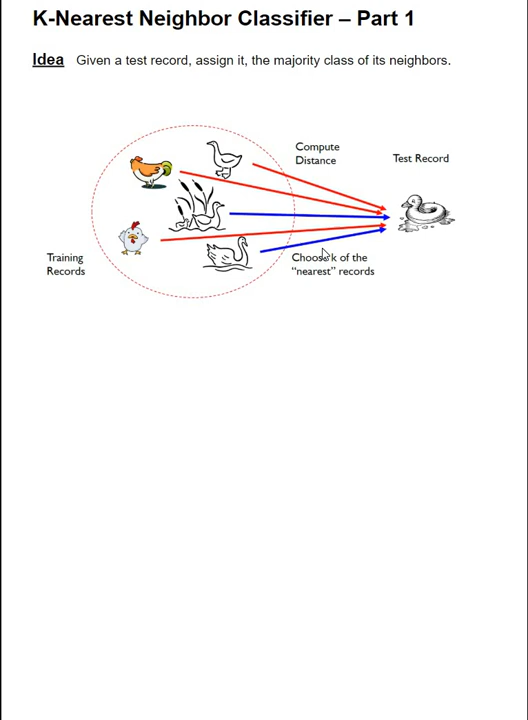 K-Nearest Neighbor Classifier – Part 1
Idea Given a test record, assign it, the majority class of its neighbors.
Compute
Distance
Test Record
Training
Records
Choose k of the
“nearest” records